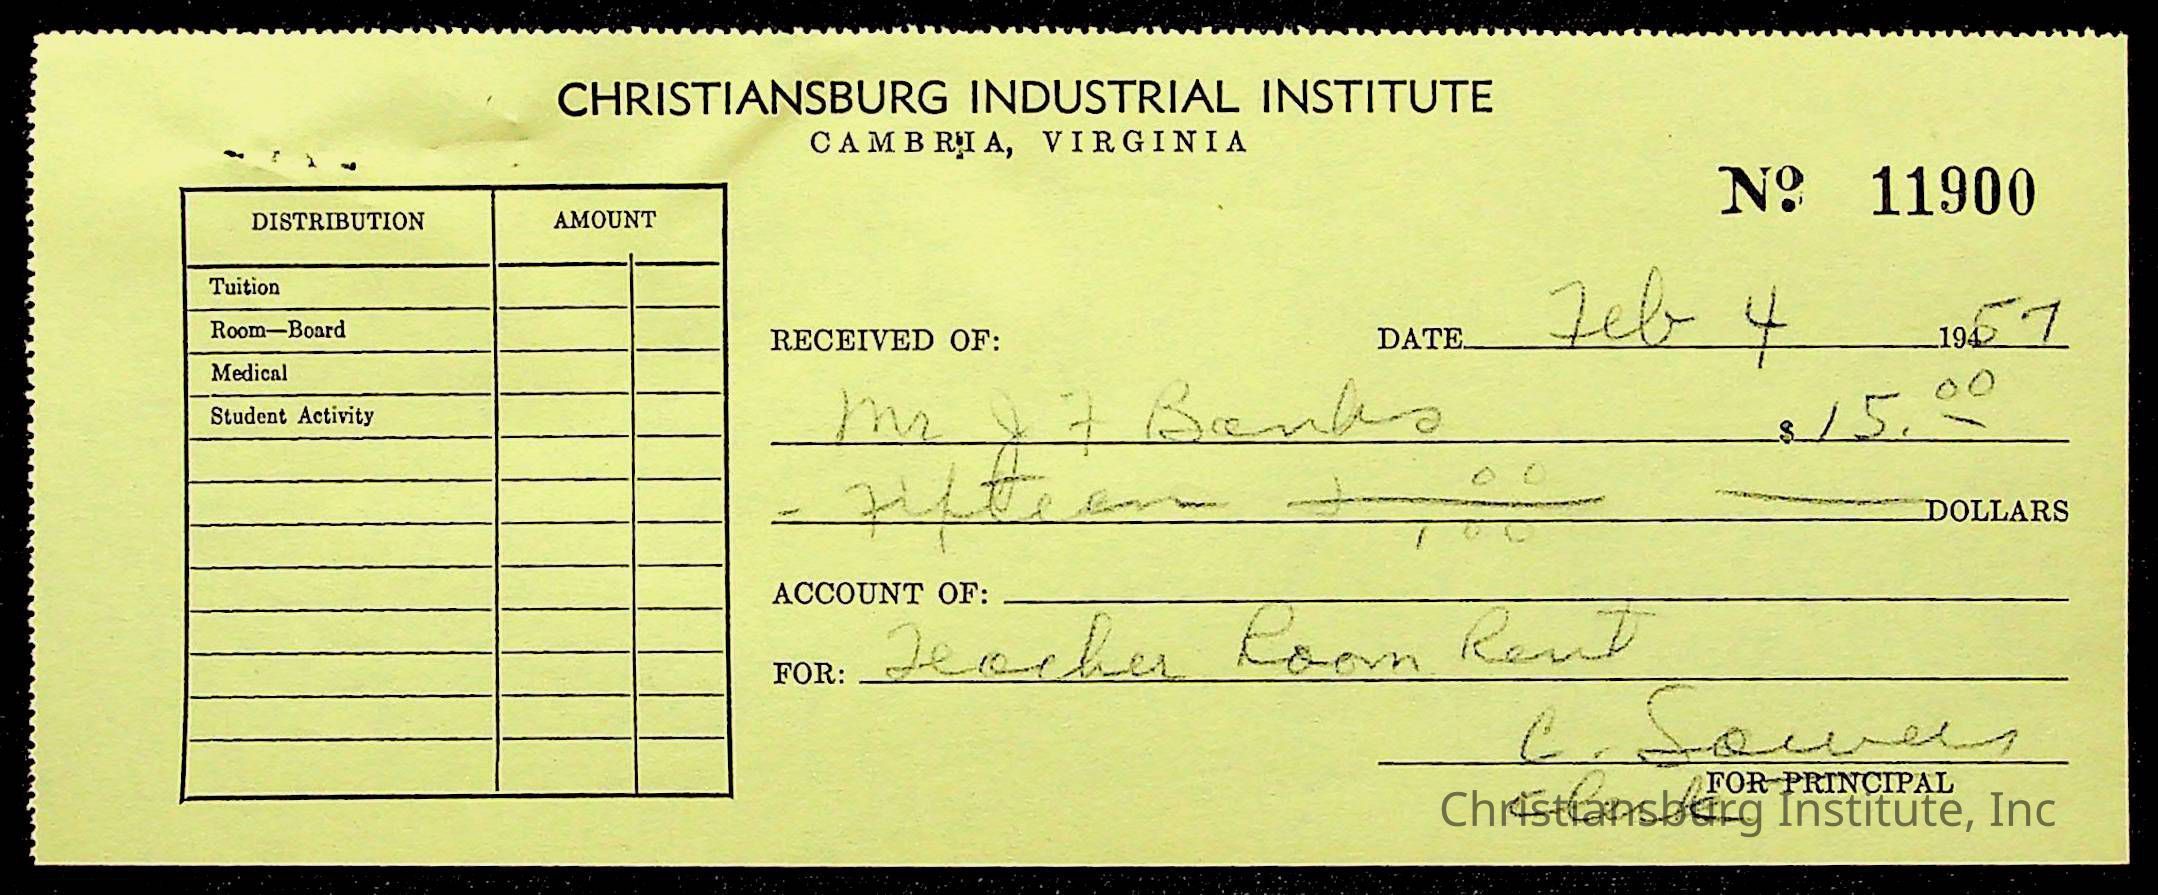 CHRISTIANSBURG INDUSTRIAL INSTITUTE
CAMBRIA, VIRGINIA
No 11900
DISTRIBUTION AMOUNT
Tuition
Room—Board
Medical
Student Activity
RECEIVED OF: DATE Feb 4 1957
Mr J F Banks $15.00
- Fifteen + 00/100 DOLLARS
ACCOUNT OF:
FOR: Teacher Room Rent
C. Sowers
FOR PRINCIPAL
Clerk
Christiansburg Institute, Inc